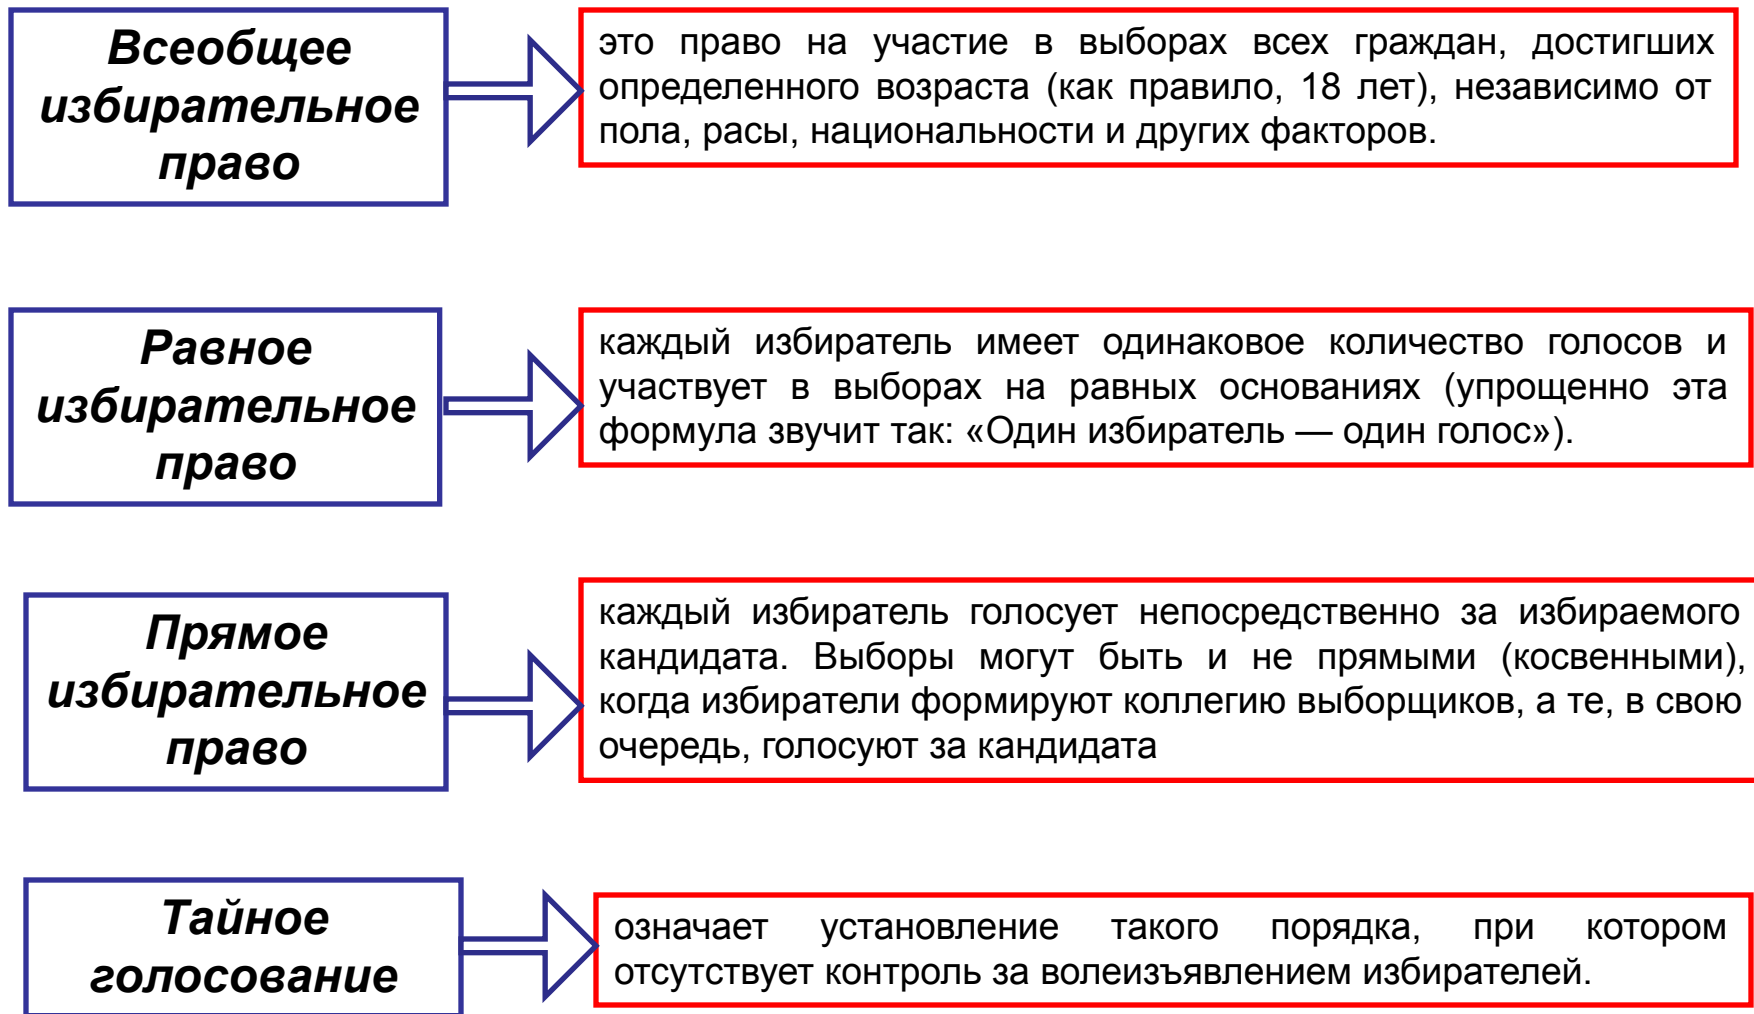 Всеобщее
избирательное
право
это право на участие в выборах всех граждан, достигших
определенного возраста (как правило, 18 лет), независимо от
пола, расы, национальности и других факторов.
Равное
избирательное
право
каждый избиратель имеет одинаковое количество голосов и
участвует в выборах на равных основаниях (упрощенно эта
формула звучит так: «Один избиратель — один голос»).
Прямое
избирательное
право
каждый избиратель голосует непосредственно за избираемого
кандидата. Выборы могут быть и не прямыми (косвенными),
когда избиратели формируют коллегию выборщиков, а те, в свою
очередь, голосуют за кандидата
Тайное
голосование
означает установление такого порядка, при котором
отсутствует контроль за волеизъявлением избирателей.